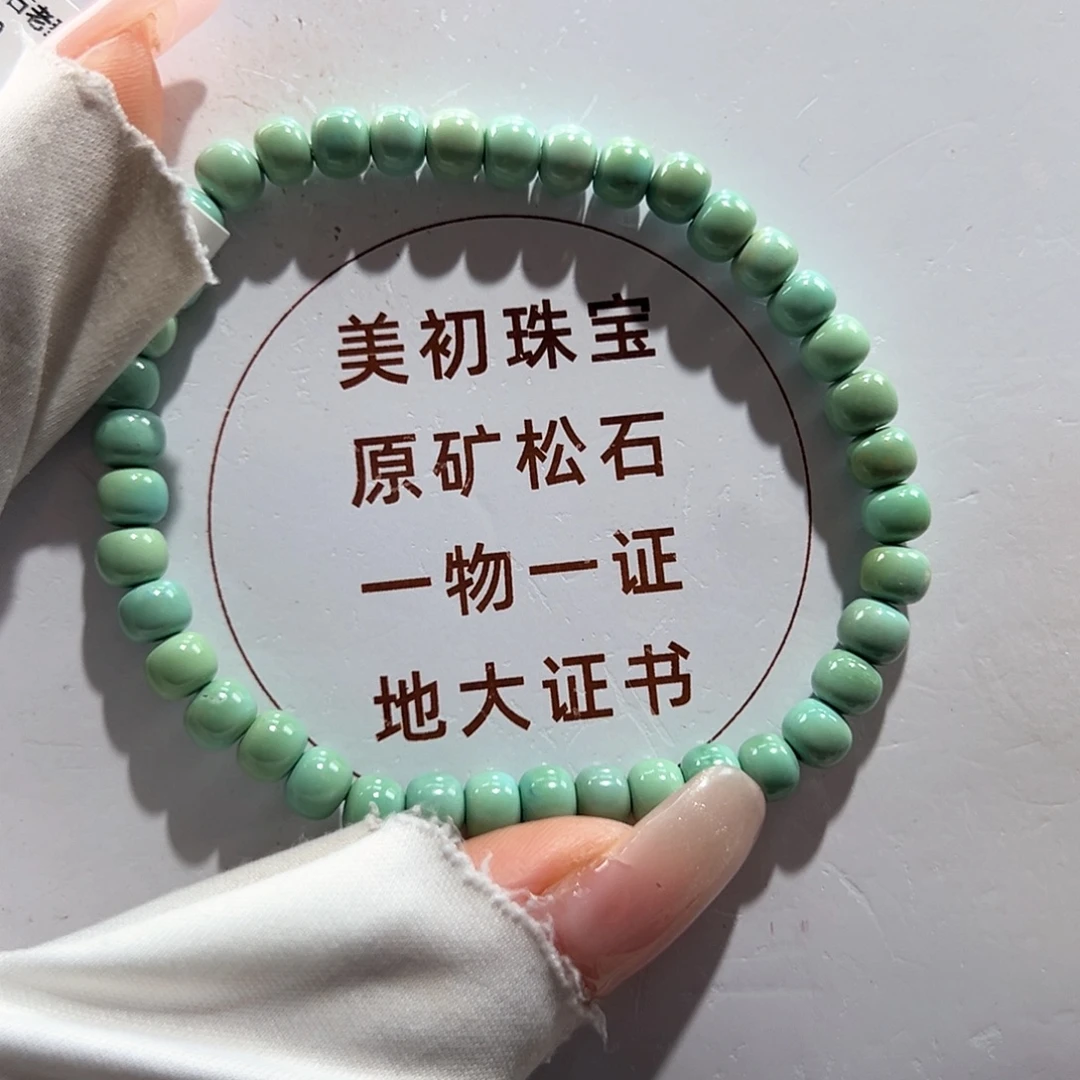 美初珠宝
原矿松石
一物一证
地大证书